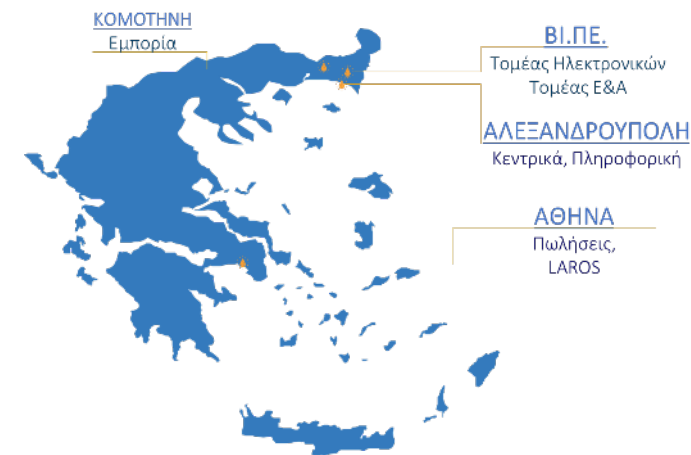 ΚΟΜΟΤΗΝΗ
Εμπορία
ΒΙ.ΠΕ.
Τομέας Ηλεκτρονικών
Τομέας Ε&Α
ΑΛΕΞΑΝΔΡΟΥΠΟΛΗ
Κεντρικά, Πληροφορική
ΑΘΗΝΑ
Πωλήσεις,
LAROS